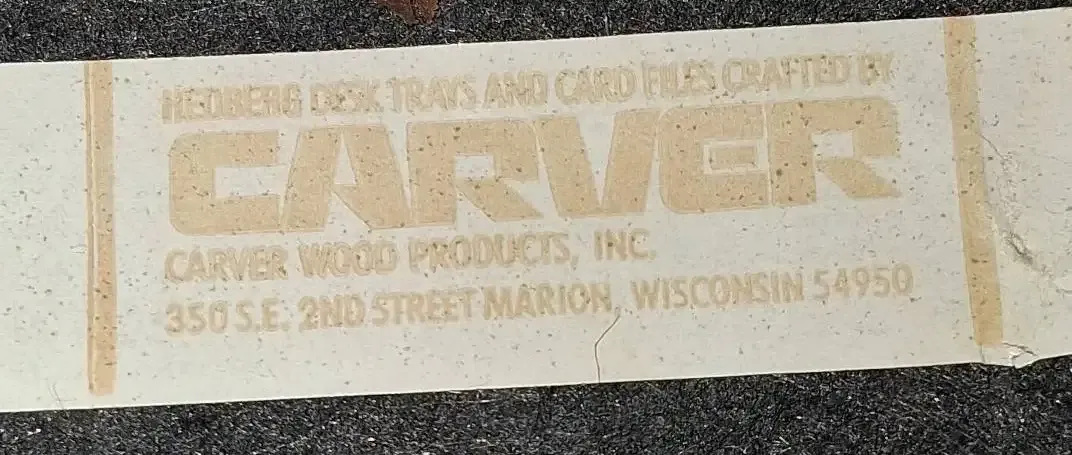 HEDBERG DESK TRAYS AND CARD FILES CRAFTED BY
CARVER
CARVER WOOD PRODUCTS, INC.
350 S.E. 2ND STREET MARION, WISCONSIN 54950